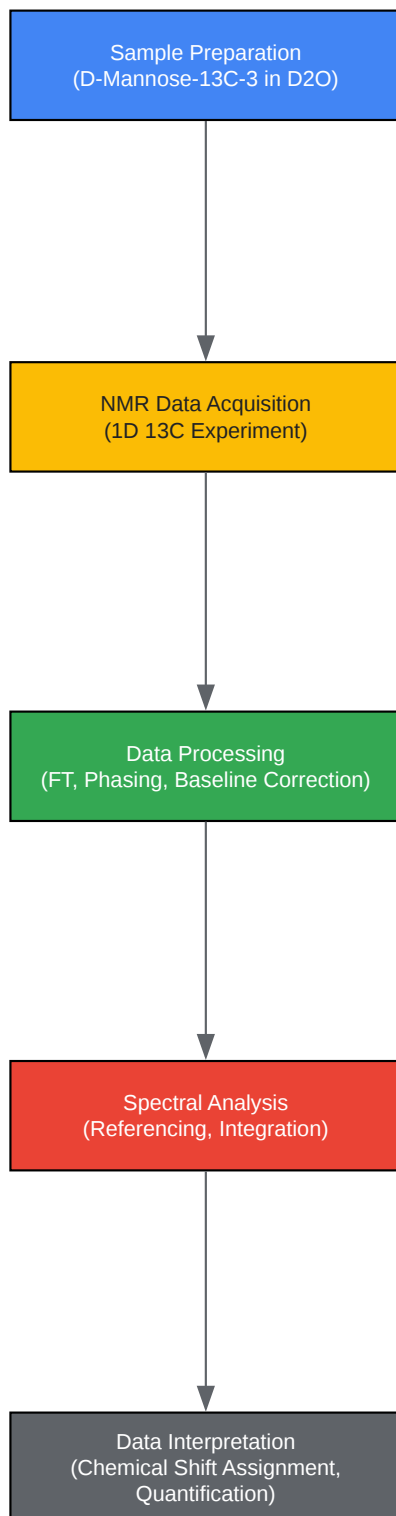 Sample Preparation
(D-Mannose-13C-3 in D2O)
NMR Data Acquisition
(1D 13C Experiment)
Data Processing
(FT, Phasing, Baseline Correction)
Spectral Analysis
(Referencing, Integration)
Data Interpretation
(Chemical Shift Assignment,
Quantification)